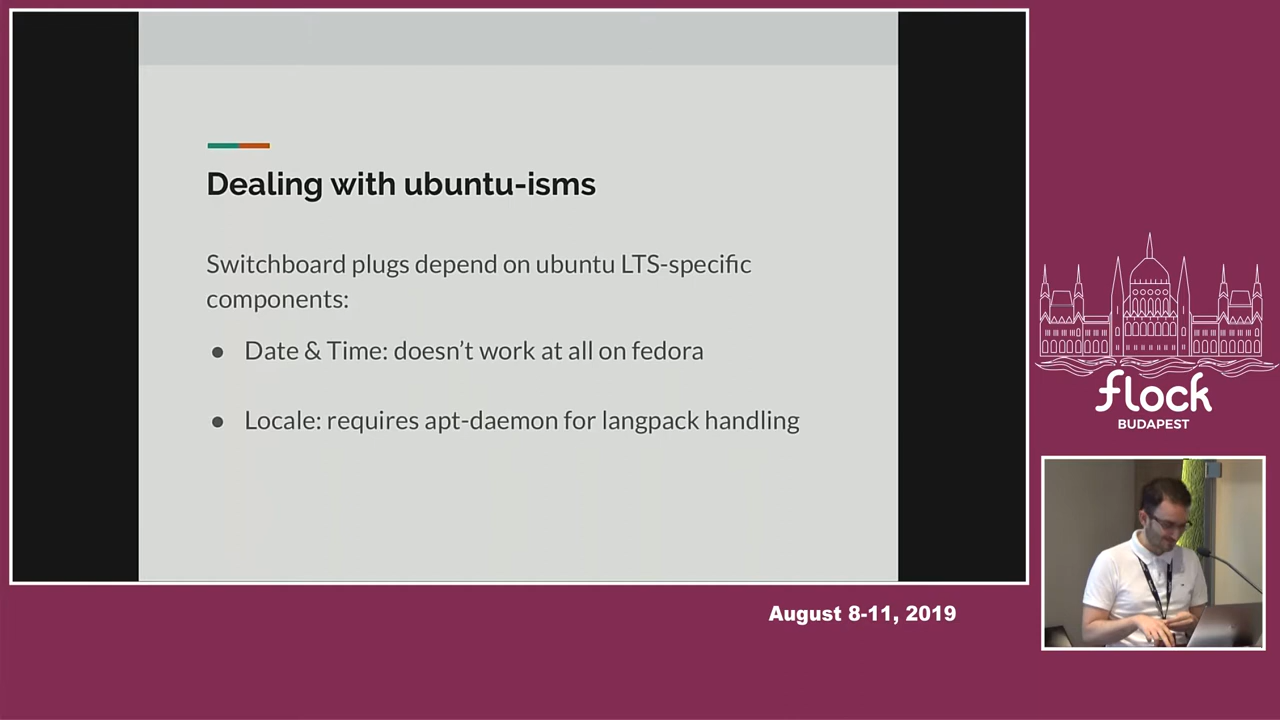 Dealing with ubuntu-isms
Switchboard plugs depend on ubuntu LTS-specific
components:
● Date & Time: doesn’t work at all on fedora
● Locale: requires apt-daemon for langpack handling
flock
BUDAPEST
August 8-11, 2019